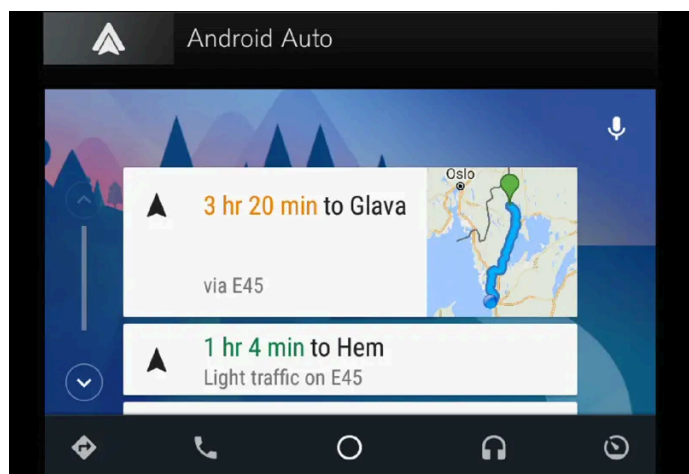 Android Auto
3 hr 20 min to Glava
via E45
Oslo
1 hr 4 min to Hem
Light traffic on E45